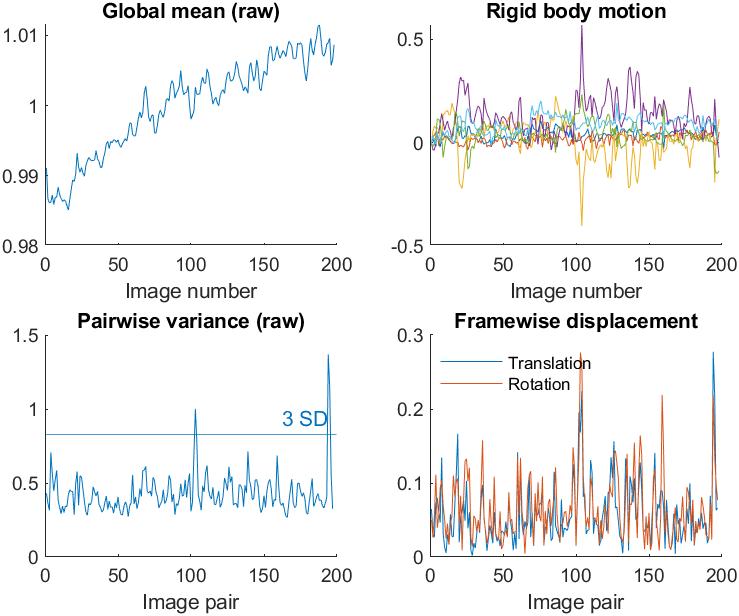 Global mean (raw)
1.01
1
0.99
0.98
0 50 100 150 200
Image number
Rigid body motion
0.5
0
-0.5
0 50 100 150 200
Image number
Pairwise variance (raw)
1.5
1
0.5
0
3 SD
0 50 100 150 200
Image pair
Framewise displacement
0.3
0.2
0.1
0
Translation
Rotation
0 50 100 150 200
Image pair